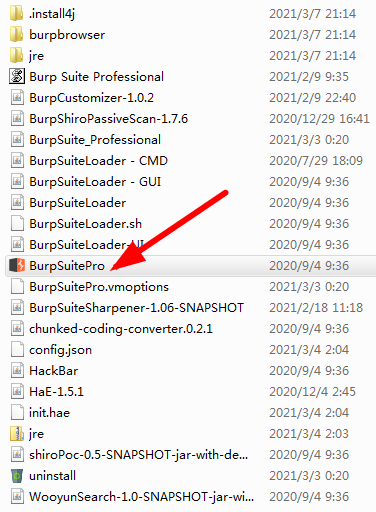 .install4j 2021/3/7 21:14
burpbrowser 2021/3/7 21:14
jre 2021/3/7 21:14
Burp Suite Professional 2021/2/9 9:35
BurpCustomizer-1.0.2 2021/2/9 22:40
BurpShiroPassiveScan-1.7.6 2020/12/29 16:41
BurpSuite_Professional 2021/3/3 0:20
BurpSuiteLoader - CMD 2020/7/29 18:09
BurpSuiteLoader - GUI 2020/9/4 9:36
BurpSuiteLoader 2020/9/4 9:36
BurpSuiteLoader.sh 2020/9/4 9:36
BurpSuiteLoader 2020/9/4 9:36
BurpSuitePro 2020/9/4 9:36
BurpSuitePro.vmoptions 2021/3/3 0:20
BurpSuiteSharpener-1.06-SNAPSHOT 2021/2/18 11:18
chunked-coding-converter.0.2.1 2020/9/4 9:36
config.json 2021/3/4 2:04
HackBar 2020/9/4 9:36
HaE-1.5.1 2020/12/4 2:45
init.hae 2021/3/4 2:04
jre 2021/3/4 2:03
shiroPoc-0.5-SNAPSHOT-jar-with-de... 2020/9/4 9:36
uninstall 2021/3/3 0:20
WooyunSearch-1.0-SNAPSHOT-jar-wi... 2020/9/4 9:36